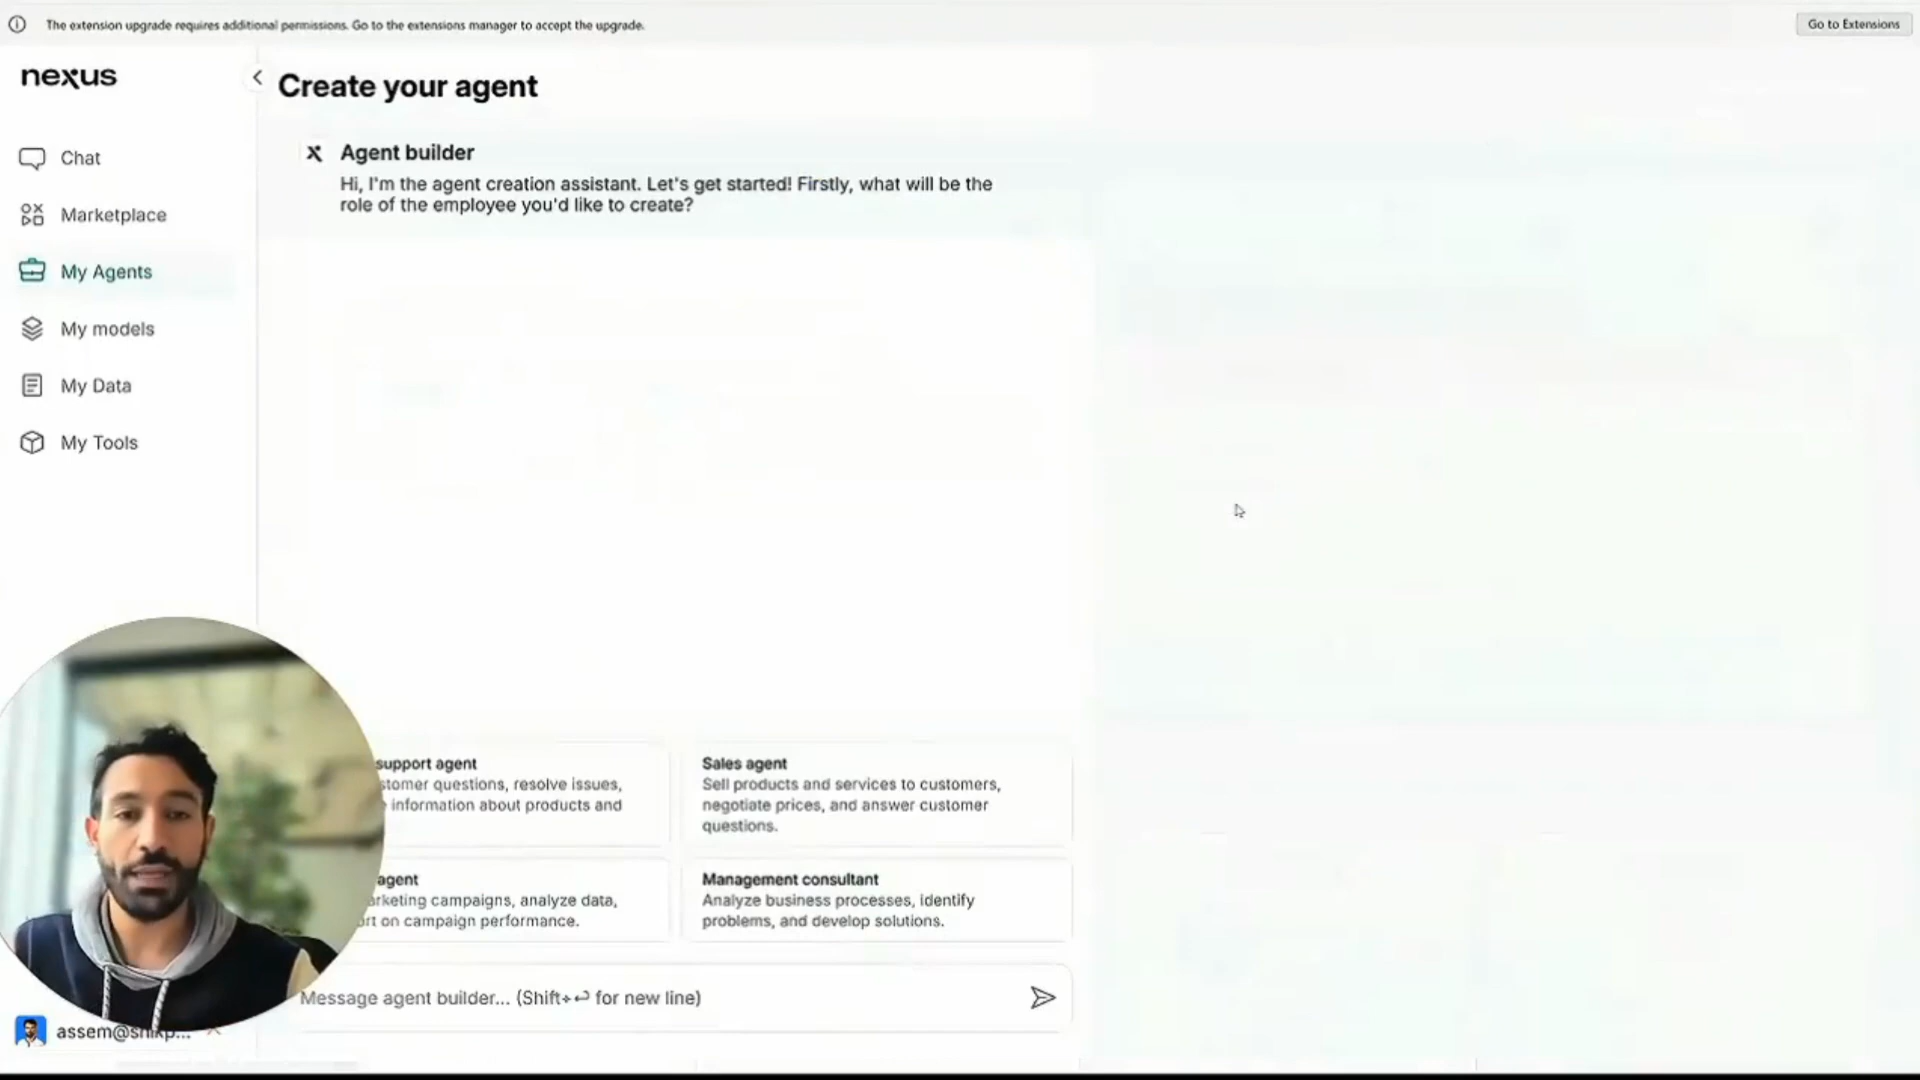 The extension upgrade requires additional permissions. Go to the extensions manager to accept the upgrade.
Go to Extensions
nexus
Create your agent
Chat
Marketplace
My Agents
My models
My Data
My Tools
Agent builder
Hi, I'm the agent creation assistant. Let's get started! Firstly, what will be the
role of the employee you'd like to create?
support agent
stomer questions, resolve issues,
information about products and
Sales agent
Sell products and services to customers,
negotiate prices, and answer customer
questions.
agent
arketing campaigns, analyze data,
rt on campaign performance.
Management consultant
Analyze business processes, identify
problems, and develop solutions.
Message agent builder... (Shift+⏎ for new line)
assem@shikp...